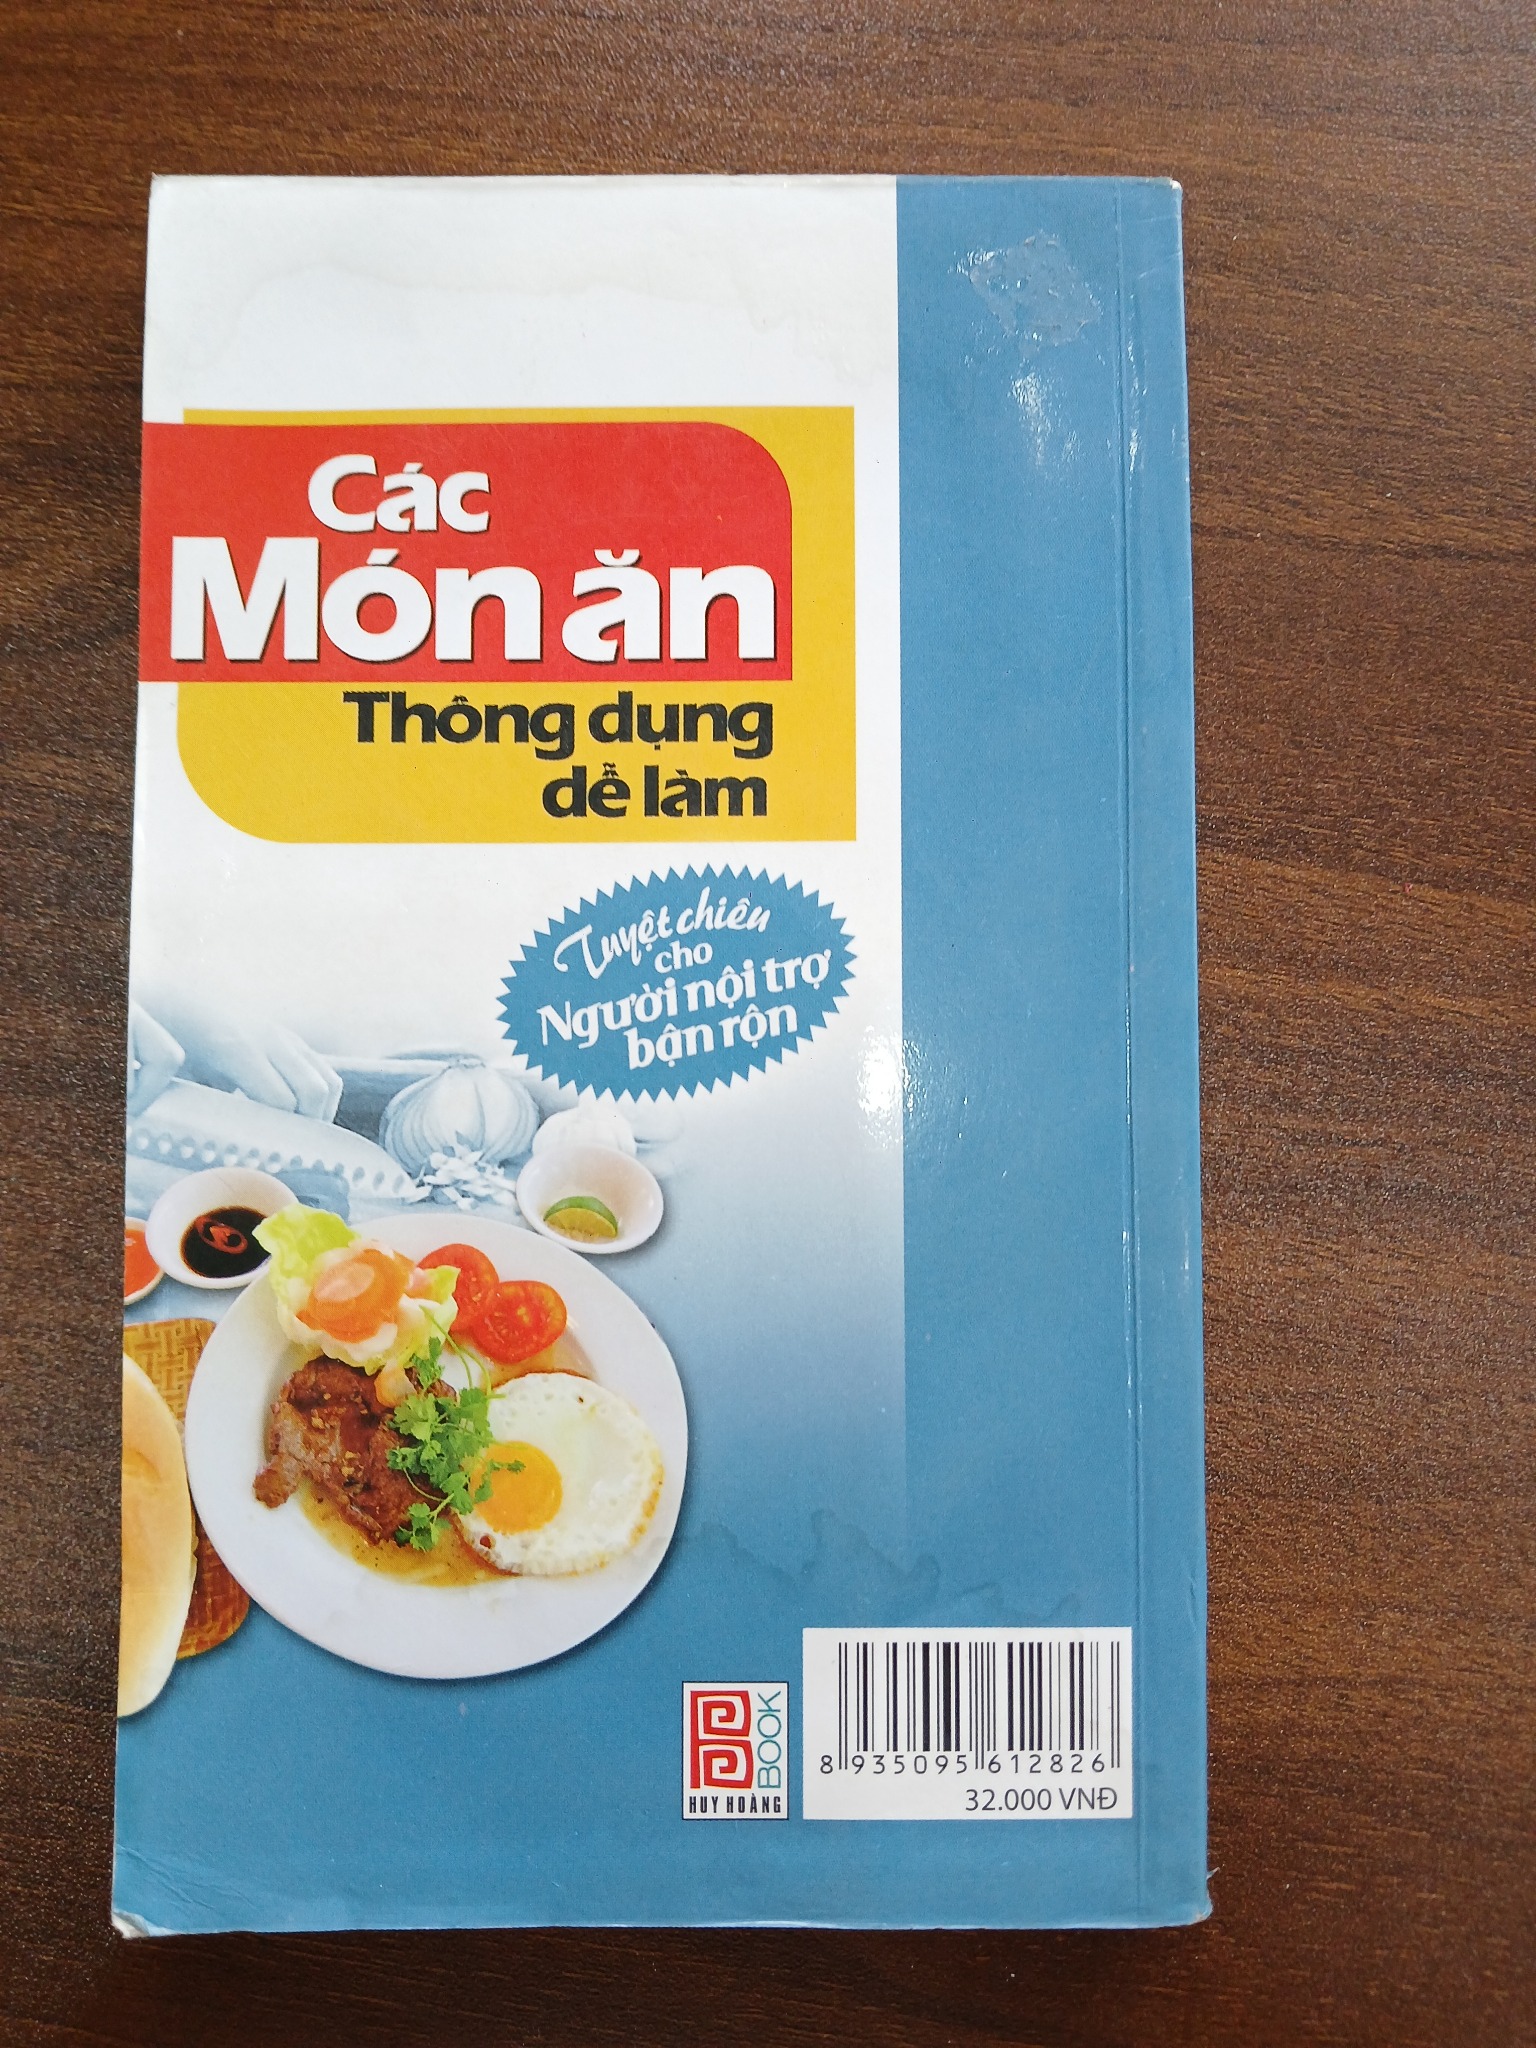 Các
Món ăn
Thông dụng
dễ làm
Tuyệt chiêu
cho
Người nội trợ
bận rộn
BOOK
HUY HOÀNG
8 935095 612826
32.000 VNĐ